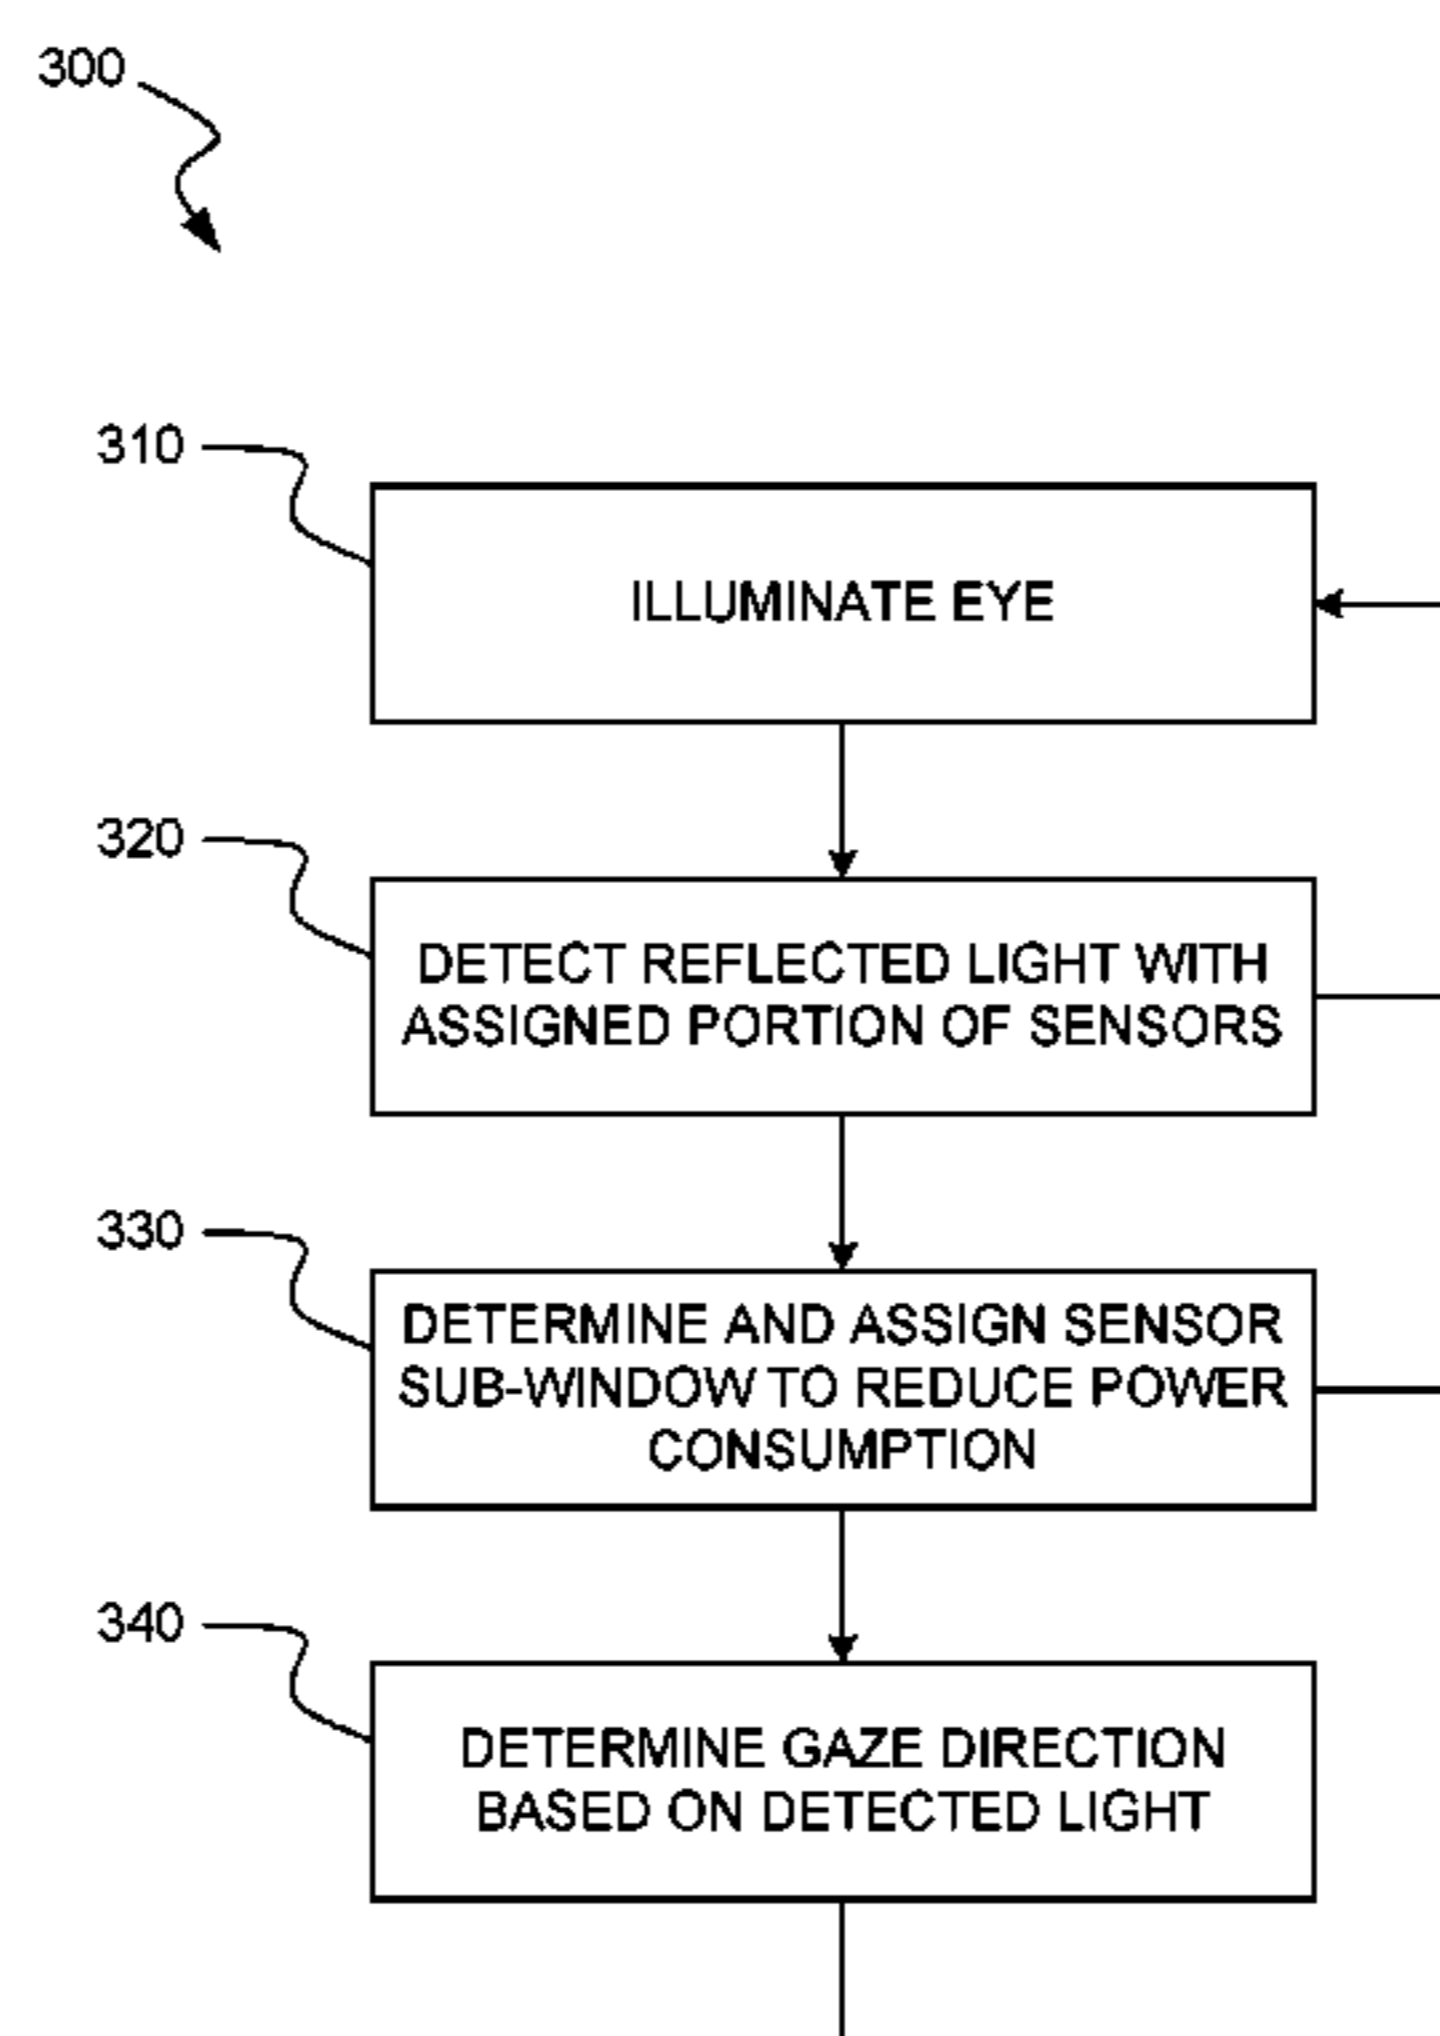 300
310
ILLUMINATE EYE
320
DETECT REFLECTED LIGHT WITH
ASSIGNED PORTION OF SENSORS
330
DETERMINE AND ASSIGN SENSOR
SUB-WINDOW TO REDUCE POWER
CONSUMPTION
340
DETERMINE GAZE DIRECTION
BASED ON DETECTED LIGHT